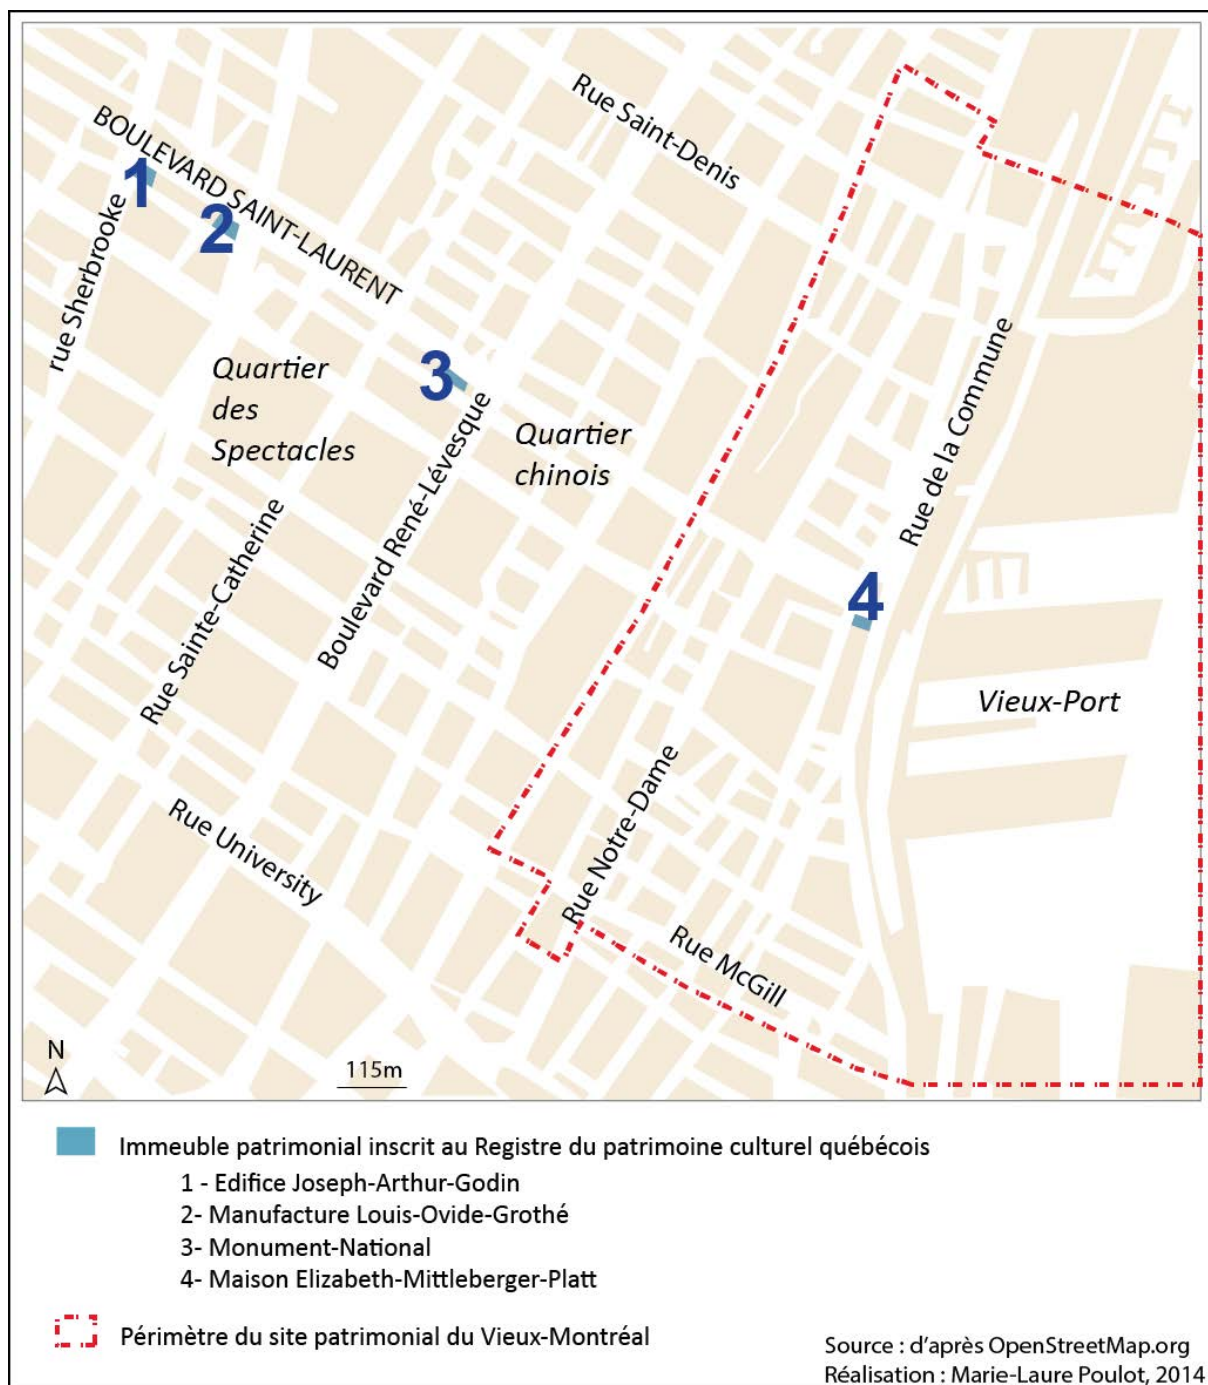 Rue Saint-Denis
BOULEVARD SAINT-LAURENT
1
2
rue Sherbrooke
3
Quartier
des
Spectacles
Quartier
chinois
Rue de la Commune
Boulevard René-Lévesque
Rue Sainte-Catherine
4
Vieux-Port
Rue Notre-Dame
Rue University
Rue McGill
N
115m
Immeuble patrimonial inscrit au Registre du patrimoine culturel québécois
1 - Edifice Joseph-Arthur-Godin
2- Manufacture Louis-Ovide-Grothé
3- Monument-National
4- Maison Elizabeth-Mittleberger-Platt
Périmètre du site patrimonial du Vieux-Montréal
Source : d'après OpenStreetMap.org
Réalisation : Marie-Laure Poulot, 2014